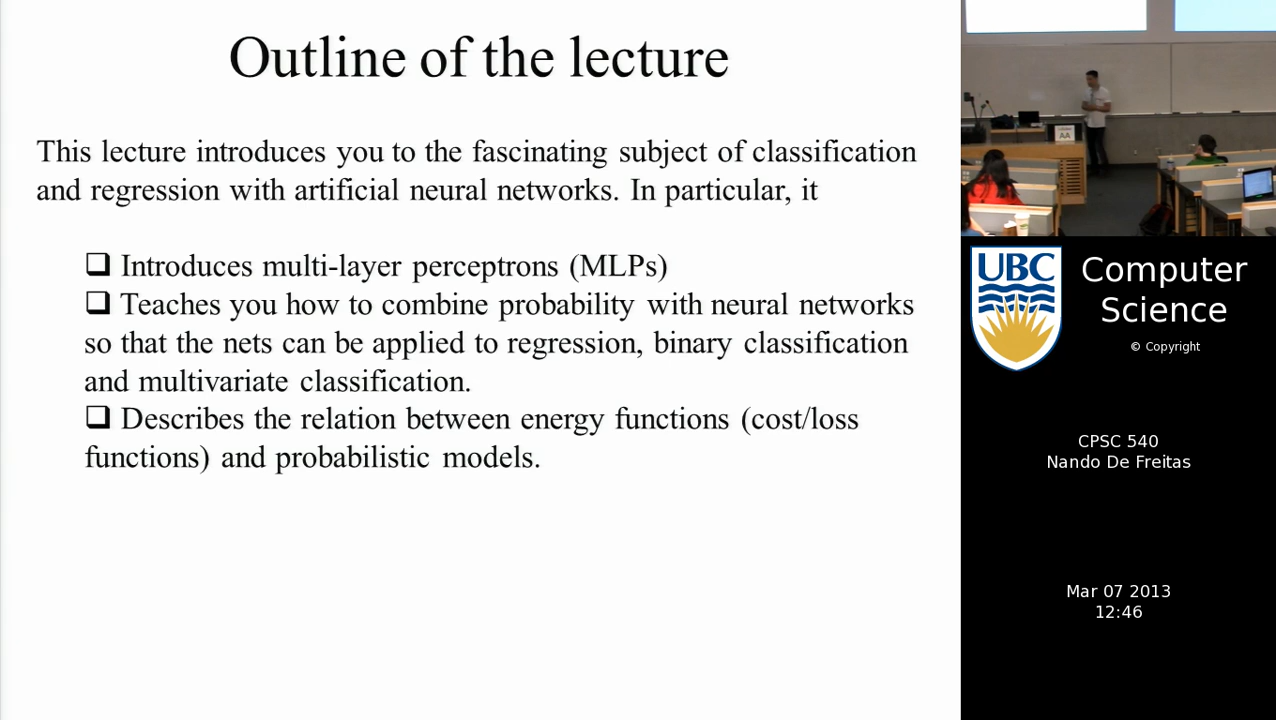 Outline of the lecture
This lecture introduces you to the fascinating subject of classification
and regression with artificial neural networks. In particular, it
❑ Introduces multi-layer perceptrons (MLPs)
❑ Teaches you how to combine probability with neural networks
so that the nets can be applied to regression, binary classification
and multivariate classification.
❑ Describes the relation between energy functions (cost/loss
functions) and probabilistic models.
UBC
Computer
Science
© Copyright
CPSC 540
Nando De Freitas
Mar 07 2013
12:46